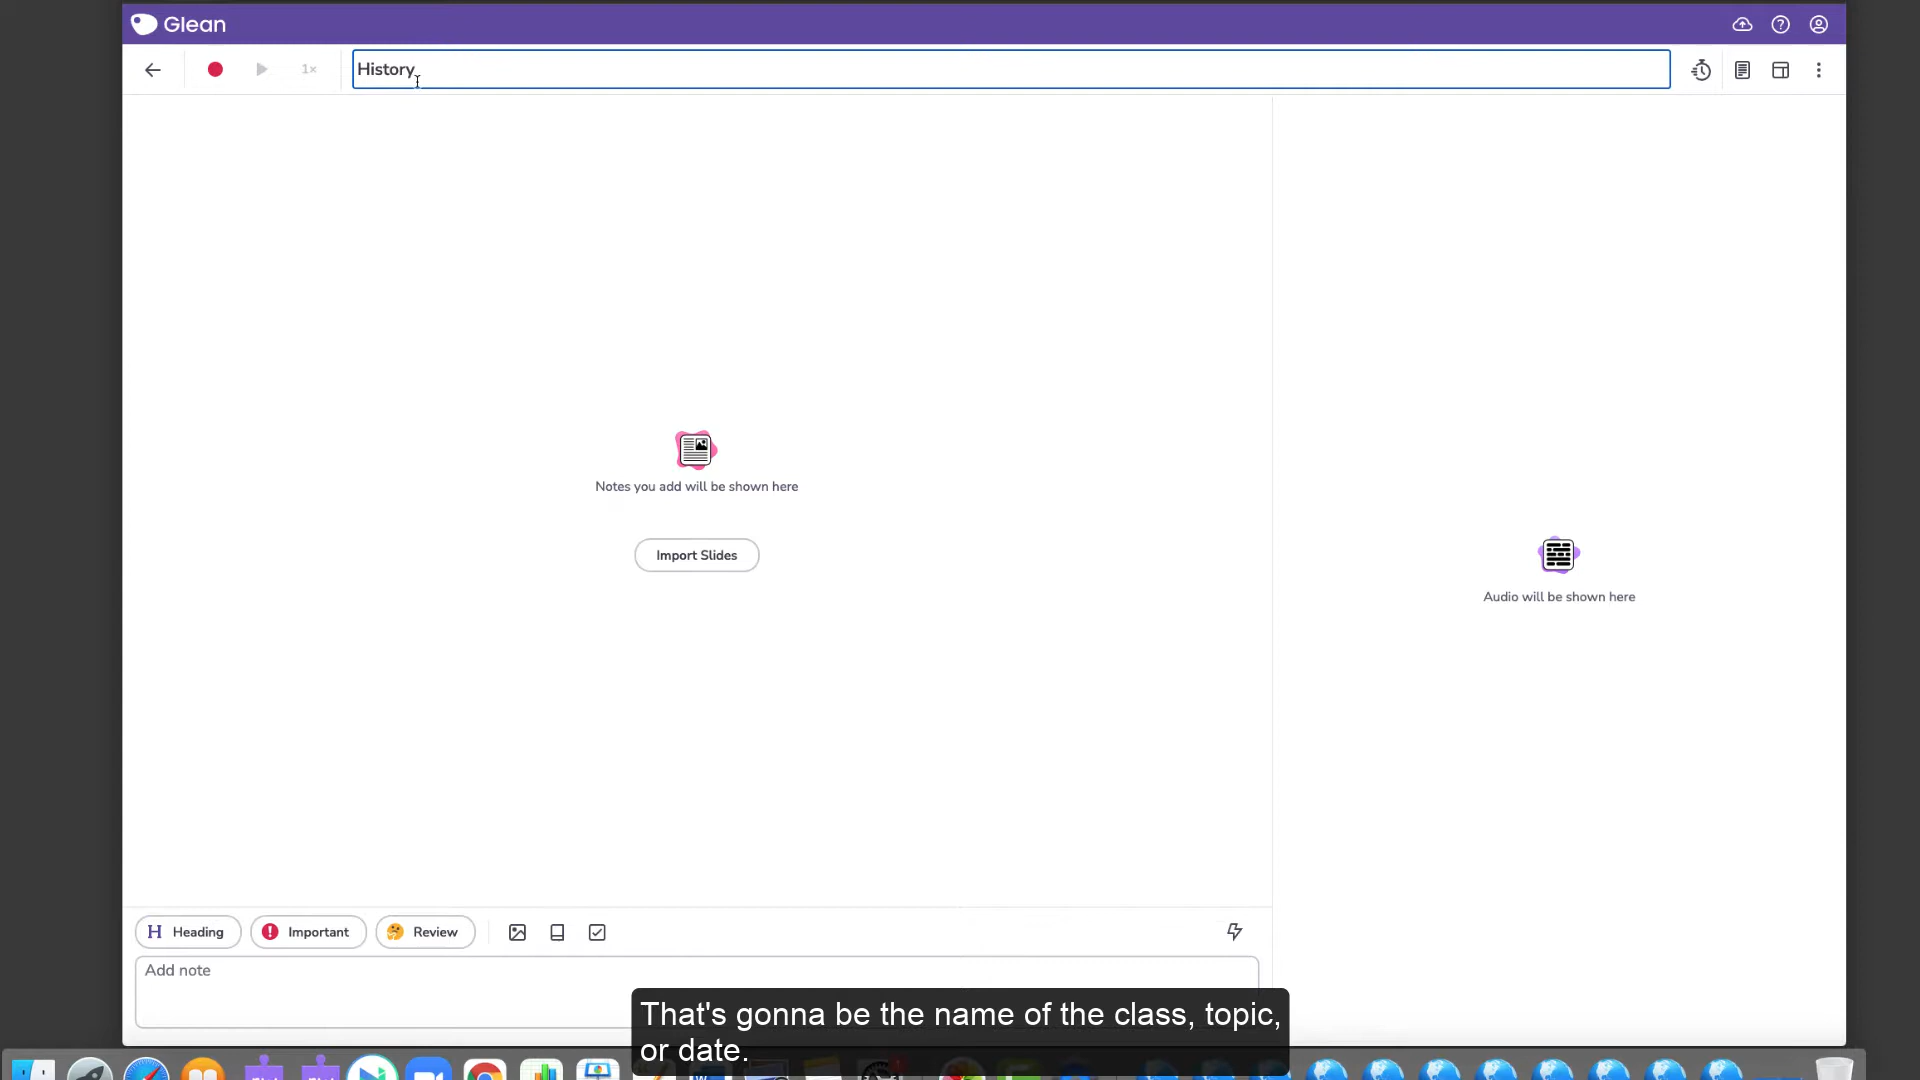 Glean
1×
History
Notes you add will be shown here
Import Slides
Audio will be shown here
H Heading
Important
Review
Add note
That's gonna be the name of the class, topic,
or date.